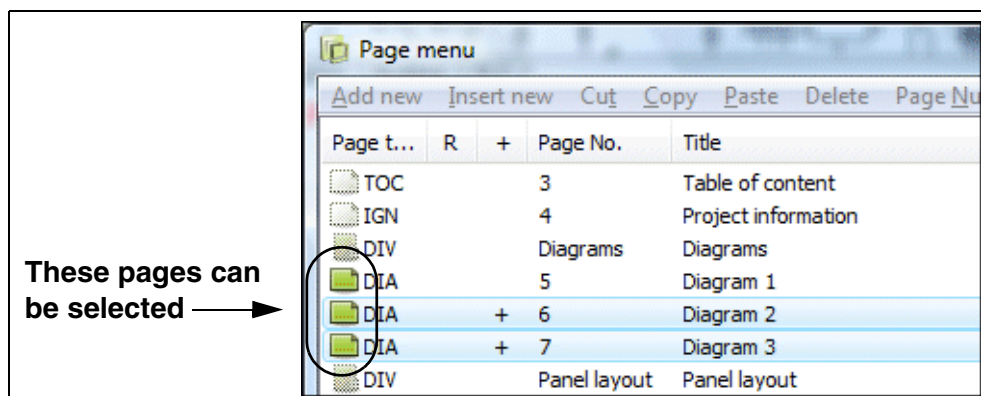 Page menu
Add new Insert new Cut Copy Paste Delete Page Nu
Page t... R + Page No. Title
TOC 3 Table of content
IGN 4 Project information
DIV Diagrams Diagrams
These pages can
be selected
DIA 5 Diagram 1
DIA + 6 Diagram 2
DIA + 7 Diagram 3
DIV Panel layout Panel layout